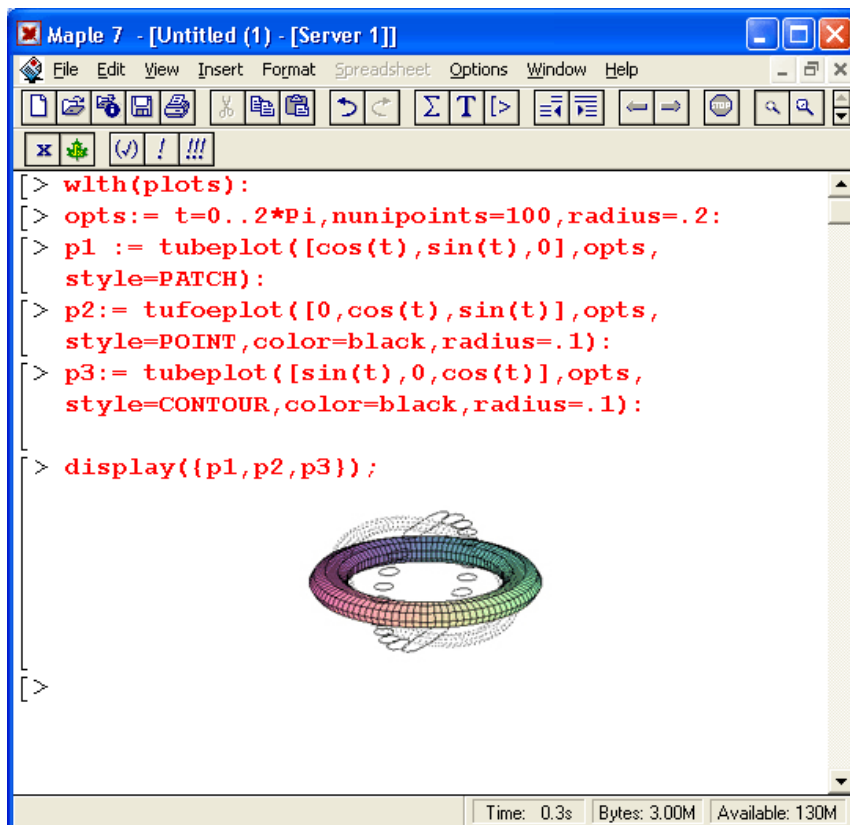 Maple 7 - [Untitled (1) - [Server 1]]
File Edit View Insert Format Spreadsheet Options Window Help
Σ T [> STOP
x (√) ! !!!
[> wlth(plots):
[> opts:= t=0..2*Pi,nunipoints=100,radius=.2:
[> p1 := tubeplot([cos(t),sin(t),0],opts,
style=PATCH):
[> p2:= tufoeplot([0,cos(t),sin(t)],opts,
style=POINT,color=black,radius=.1):
[> p3:= tubeplot([sin(t),0,cos(t)],opts,
style=CONTOUR,color=black,radius=.1):
[> display({p1,p2,p3});
[>
Time: 0.3s Bytes: 3.00M Available: 130M